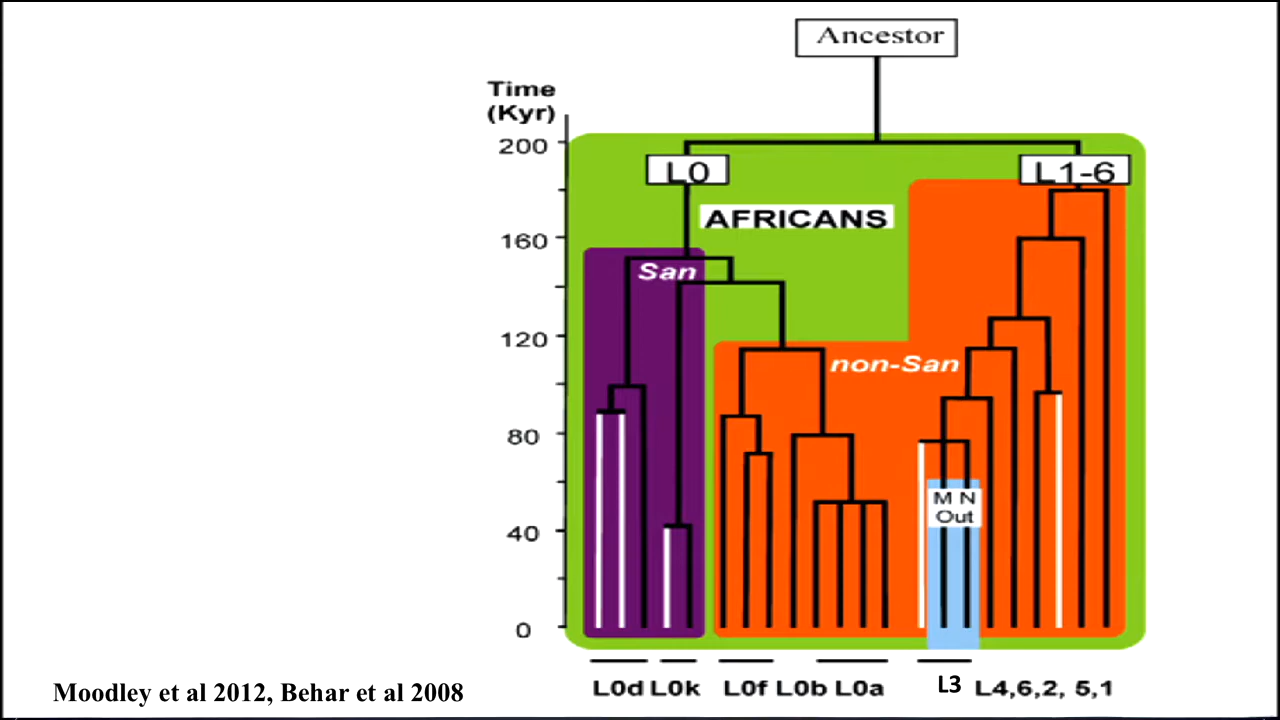 Ancestor
Time
(Kyr)
200
L0
L1-6
AFRICANS
160
San
120
non-San
80
M N
Out
40
0
L0d L0k L0f L0b L0a L3 L4,6,2, 5,1
Moodley et al 2012, Behar et al 2008